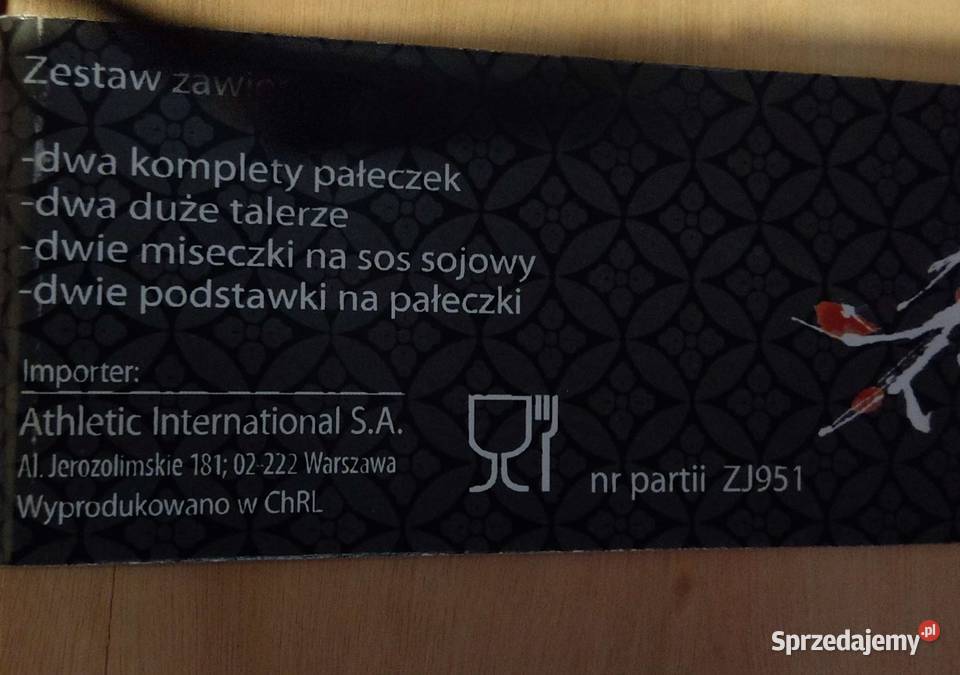 Zestaw
-dwa komplety pałeczek
-dwa duże talerze
-dwie miseczki na sos sojowy
-dwie podstawki na pałeczki
Importer:
Athletic International S.A.
Al. Jerozolimskie 181; 02-222 Warszawa
Wyprodukowano w ChRL
nr partii ZJ951
Sprzedajemy.pl